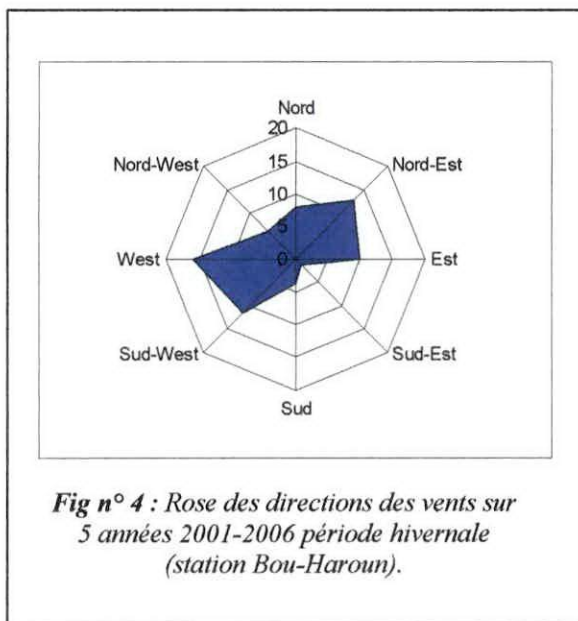 Nord
20
Nord-West
15
Nord-Est
10
5
West
0
Est
Sud-West
Sud-Est
Sud
Fig n° 4 : Rose des directions des vents sur
5 années 2001-2006 période hivernale
(station Bou-Haroun).